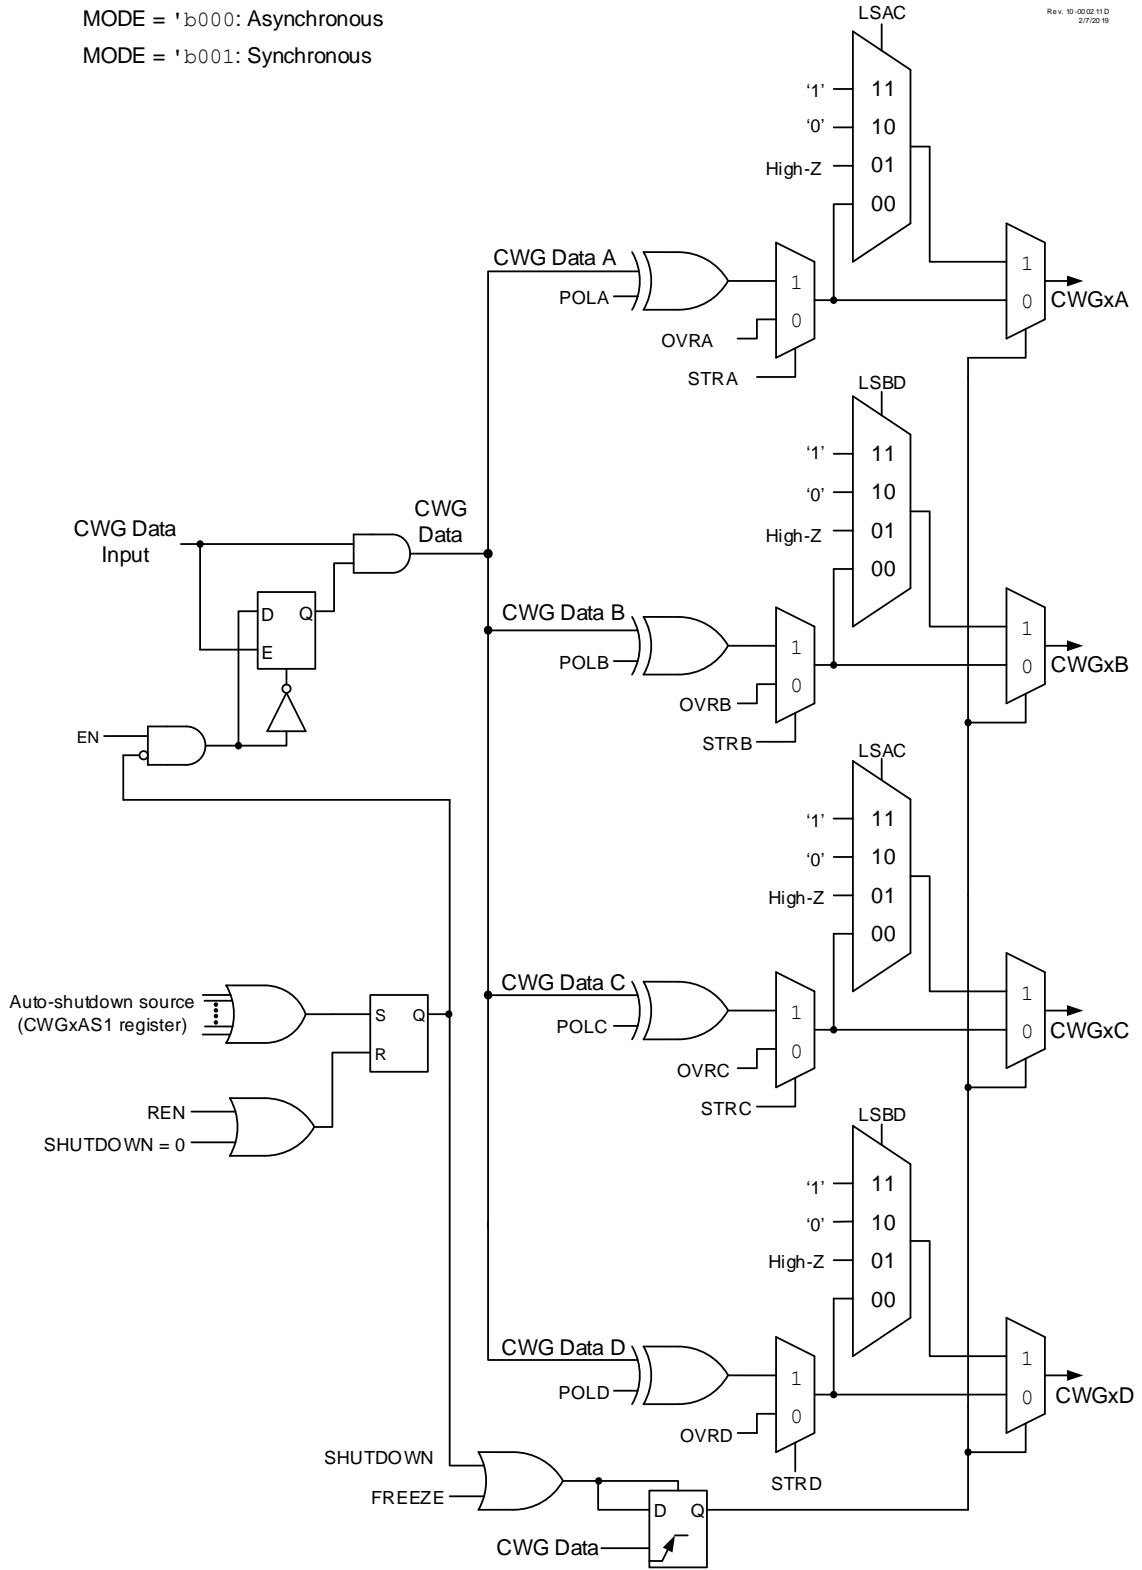 MODE = 'b000: Asynchronous
MODE = 'b001: Synchronous
Rev. 10-000211D
2/7/2019
LSAC
'1'
11
'0'
10
High-Z
01
00
CWG Data A
POLA
1
0
OVRA
STRA
1
0
CWGxA
LSBD
'1'
11
'0'
10
High-Z
01
00
CWG Data
Input
CWG
Data
D
Q
E
EN
CWG Data B
POLB
1
0
OVRB
STRB
1
0
CWGxB
LSAC
'1'
11
'0'
10
High-Z
01
00
CWG Data C
POLC
1
0
OVRC
STRC
1
0
CWGxC
Auto-shutdown source
(CWGxAS1 register)
S
Q
R
REN
SHUTDOWN = 0
LSBD
'1'
11
'0'
10
High-Z
01
00
CWG Data D
POLD
1
0
OVRD
STRD
1
0
CWGxD
SHUTDOWN
FREEZE
D
Q
CWG Data